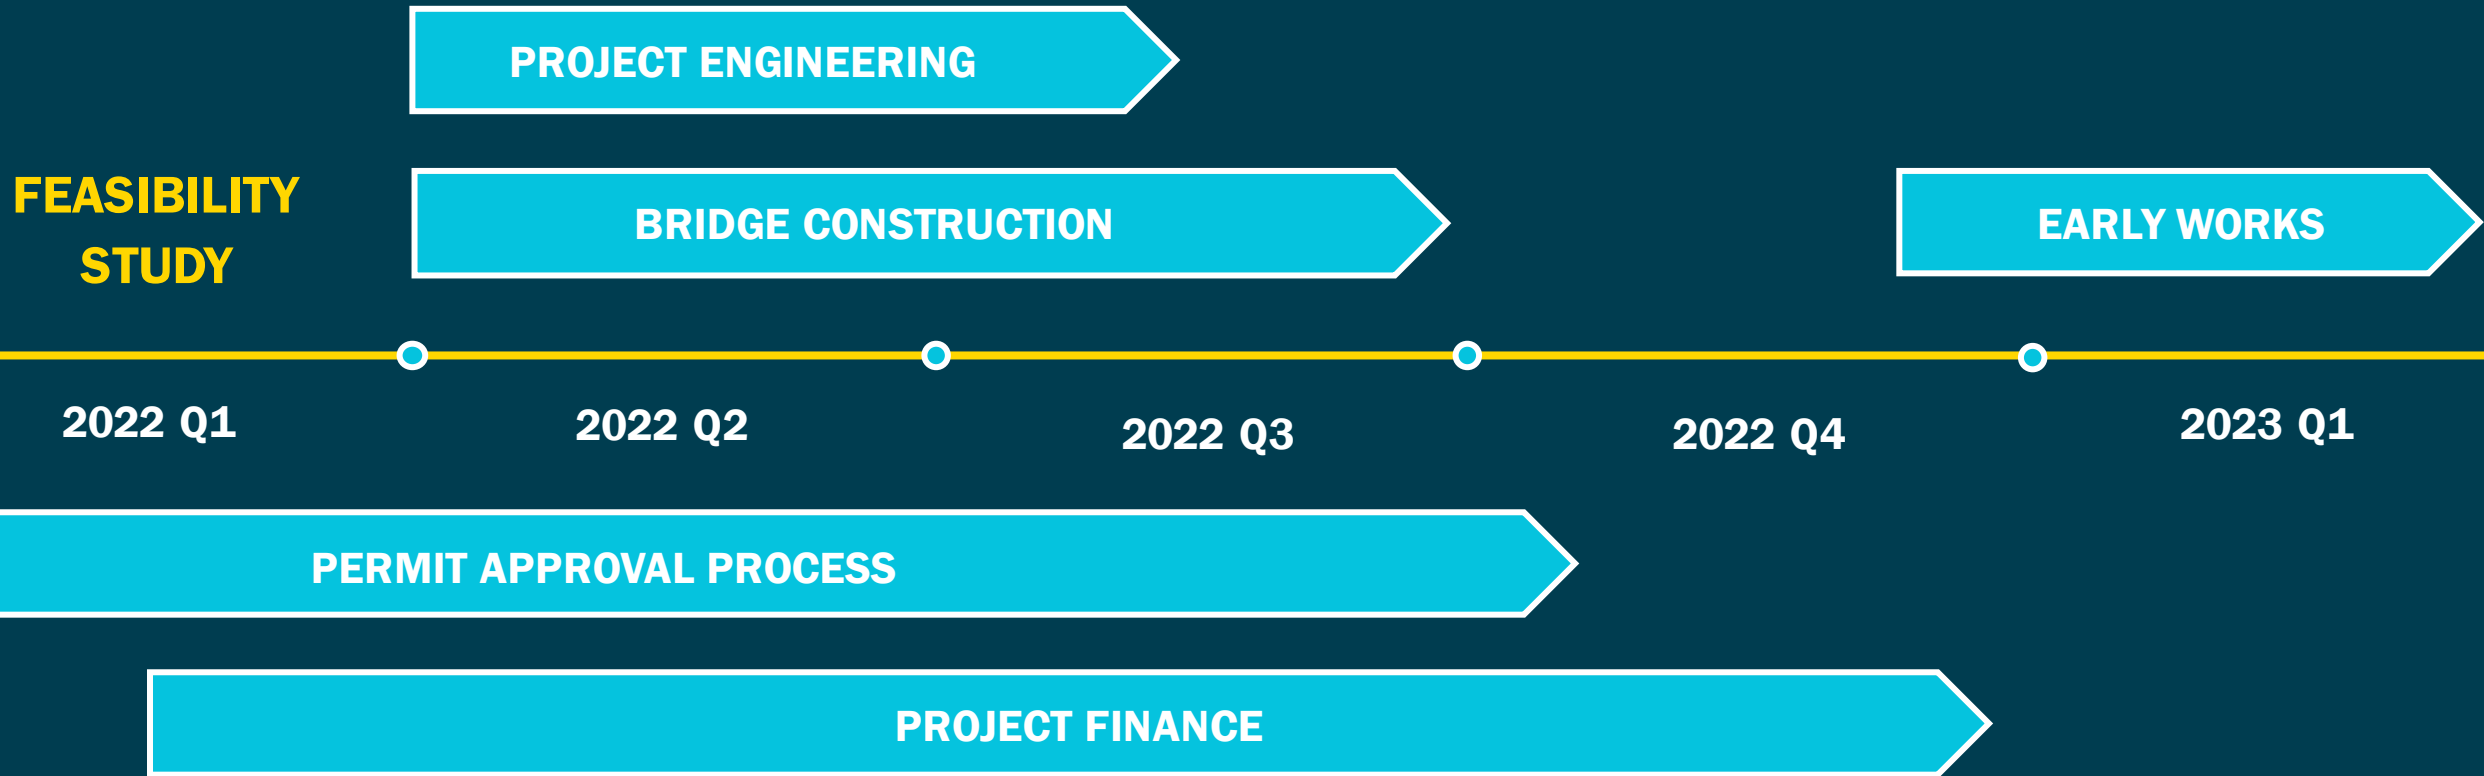 PROJECT ENGINEERING
FEASIBILITY
STUDY
BRIDGE CONSTRUCTION
EARLY WORKS
2022 Q1
2022 Q2
2022 Q3
2022 Q4
2023 Q1
PERMIT APPROVAL PROCESS
PROJECT FINANCE